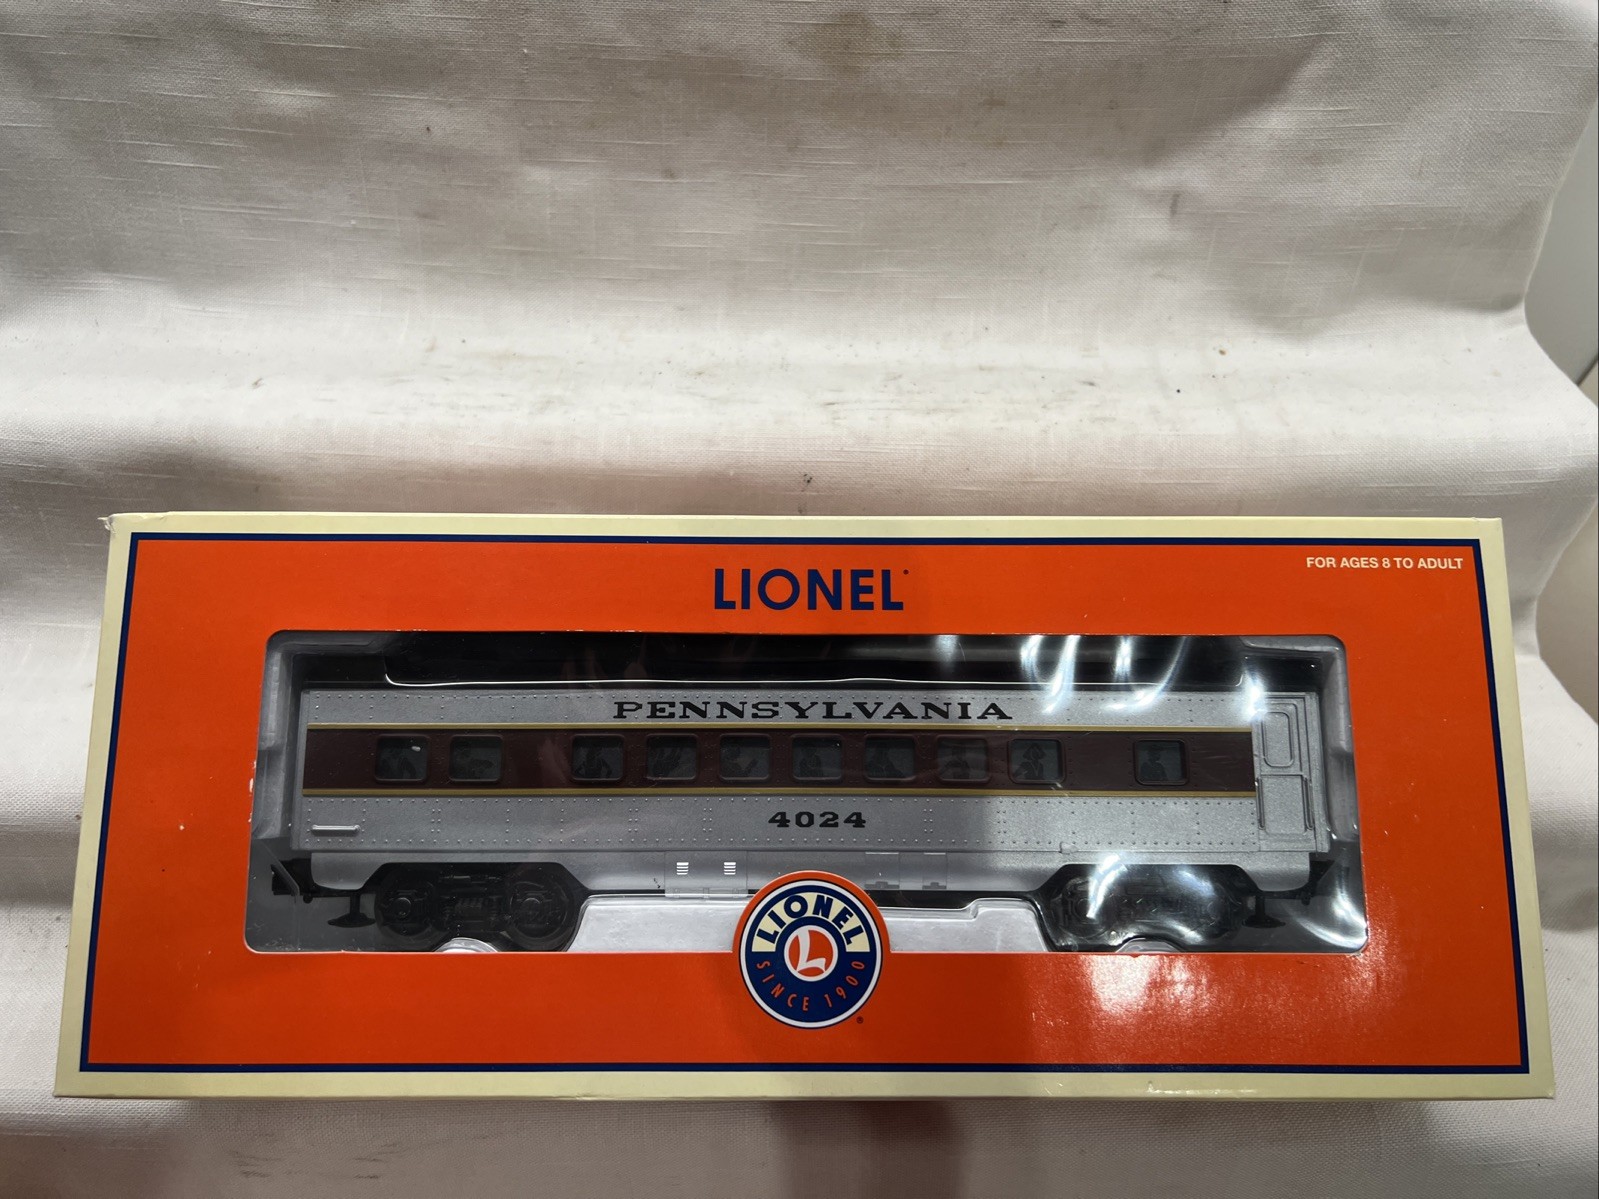 FOR AGES 8 TO ADULT
LIONEL
PENNSYLVANIA
4024
LIONEL
L
SINCE 1900
®